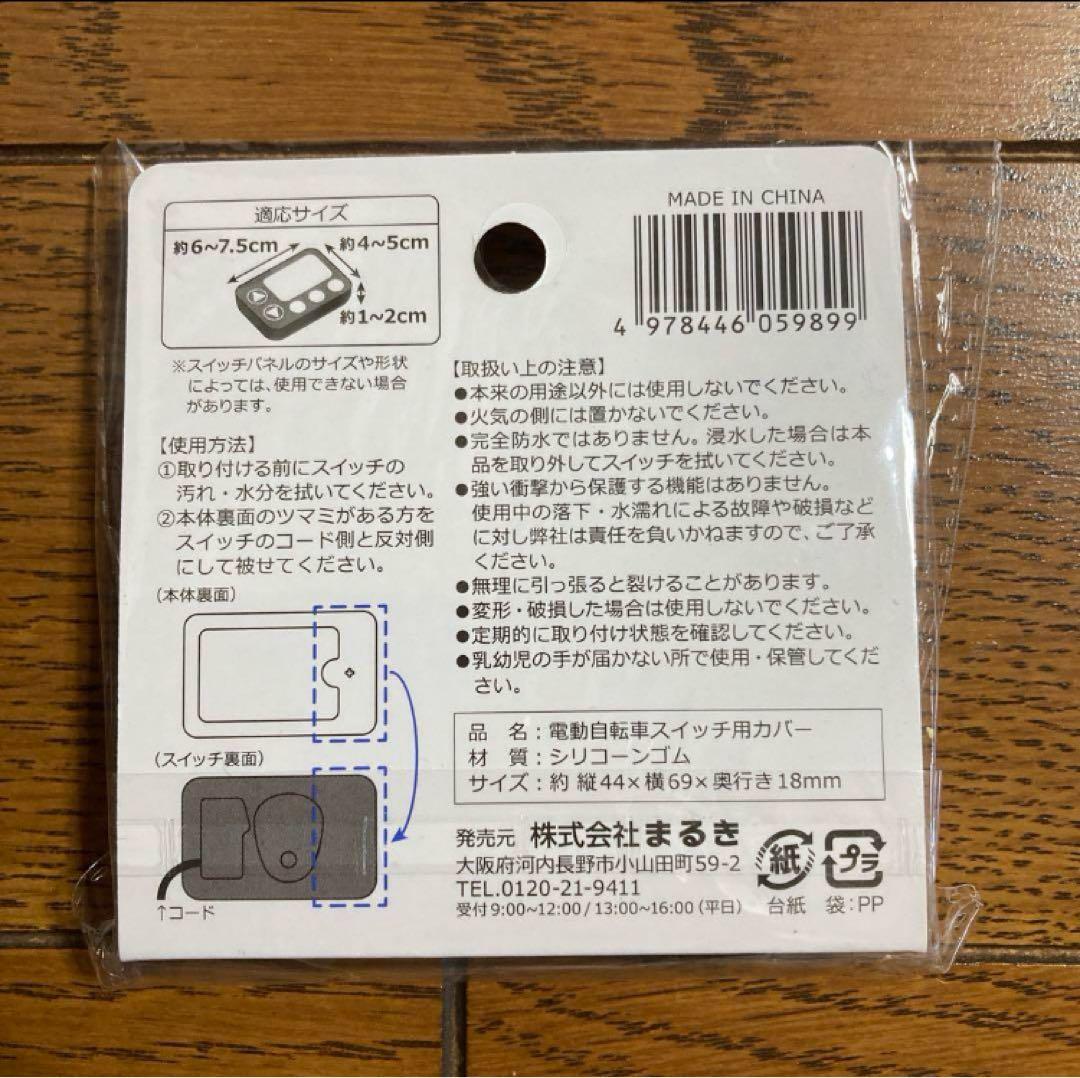 適応サイズ
約6~7.5cm
約4~5cm
約1~2cm
※スイッチパネルのサイズや形状
によっては、使用できない場合
があります。
【使用方法】
①取り付ける前にスイッチの
汚れ・水分を拭いてください。
②本体裏面のツマミがある方を
スイッチのコード側と反対側
にして被せてください。
(本体裏面)
(スイッチ裏面)
↑コード
MADE IN CHINA
4 978446 059899
【取扱い上の注意】
●本来の用途以外には使用しないでください。
●火気の側には置かないでください。
●完全防水ではありません。浸水した場合は本
品を取り外してスイッチを拭いてください。
●強い衝撃から保護する機能はありません。
使用中の落下・水濡れによる故障や破損など
に対し弊社は責任を負いかねますので、ご了承
ください。
●無理に引っ張ると裂けることがあります。
●変形・破損した場合は使用しないでください。
●定期的に取り付け状態を確認してください。
●乳幼児の手が届かない所で使用・保管してくだ
さい。
品 名:電動自転車スイッチ用カバー
材 質:シリコーンゴム
サイズ:約 縦44×横69×奥行き18mm
発売元 株式会社まるき
大阪府河内長野市小山田町59-2
TEL.0120-21-9411
受付 9:00~12:00 / 13:00~16:00 (平日)
紙 プラ
台紙 袋:PP